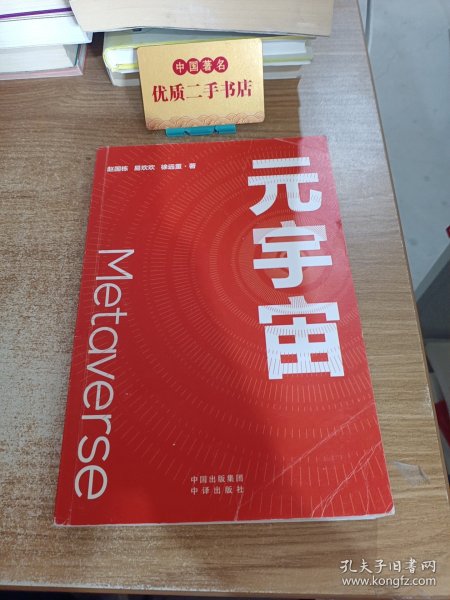 中国著名
优质二手书店
赵国栋 易欢欢 徐远重·著
元宇宙
Metaverse
中国出版集团
中译出版社
孔夫子旧书网
www.kongfz.com